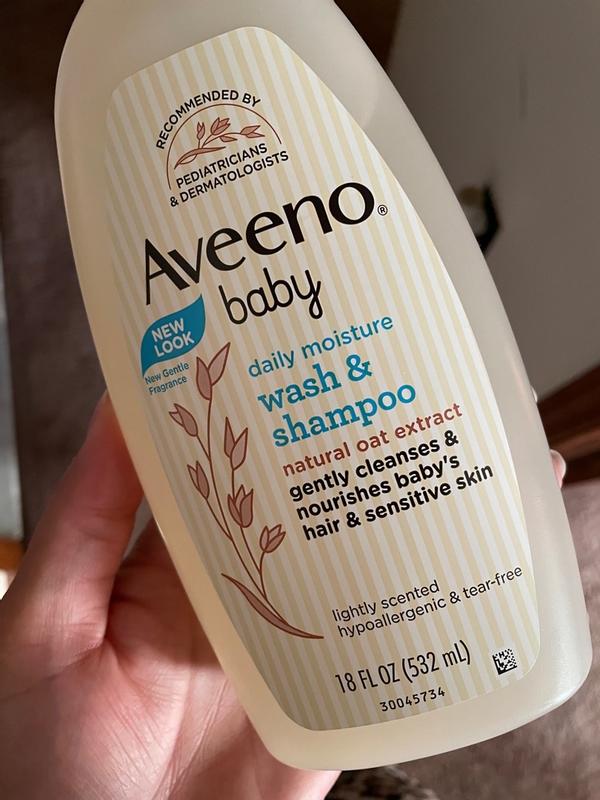 RECOMMENDED BY
PEDIATRICIANS
& DERMATOLOGISTS
Aveeno®
baby
NEW
LOOK
New Gentle
Fragrance
daily moisture
wash &
shampoo
natural oat extract
gently cleanses &
nourishes baby's
hair & sensitive skin
lightly scented
hypoallergenic & tear-free
18 FL OZ (532 mL)
30045734